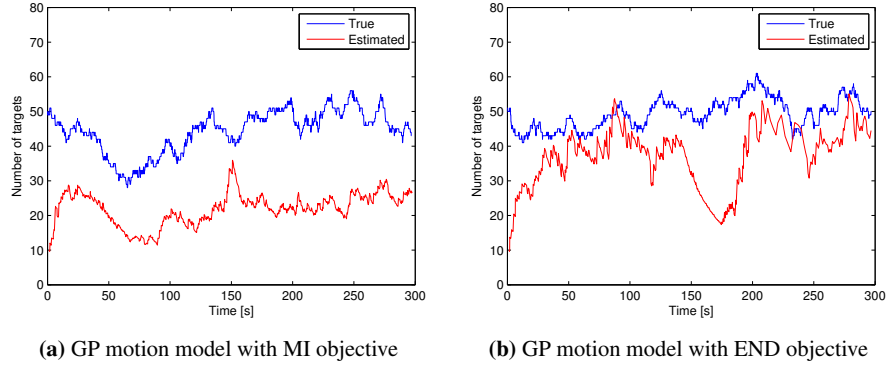 80
70
60
50
40
30
20
10
0
Number of targets
True
Estimated
0 50 100 150 200 250 300
Time [s]
(a) GP motion model with MI objective
80
70
60
50
40
30
20
10
0
Number of targets
True
Estimated
0 50 100 150 200 250 300
Time [s]
(b) GP motion model with END objective